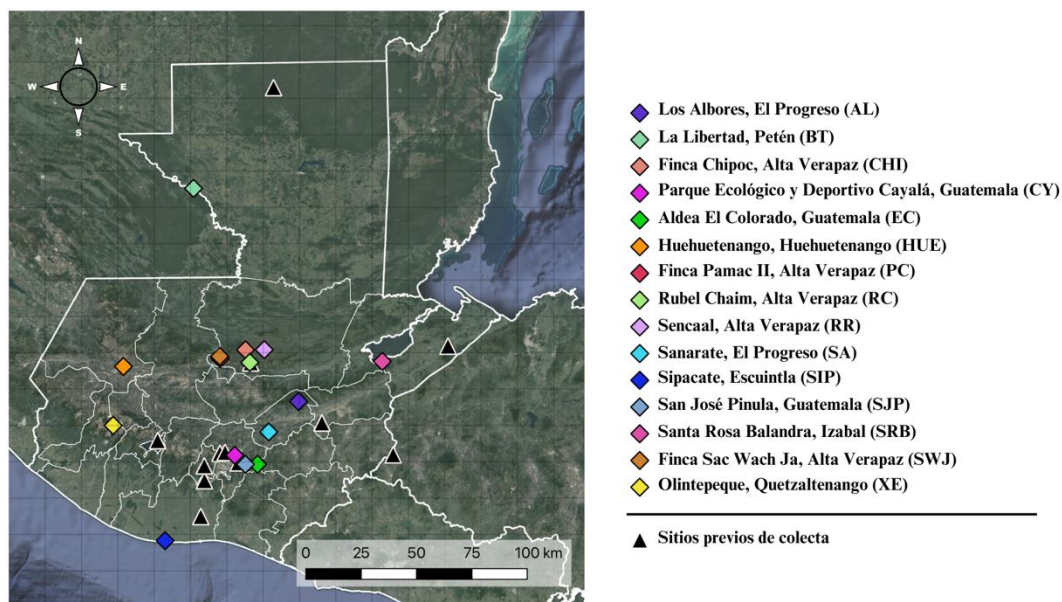 N
W
E
S
0 25 50 75 100 km
Los Albores, El Progreso (AL)
La Libertad, Petén (BT)
Finca Chipoc, Alta Verapaz (CHI)
Parque Ecológico y Deportivo Cayalá, Guatemala (CY)
Aldea El Colorado, Guatemala (EC)
Huehuetenango, Huehuetenango (HUE)
Finca Pamac II, Alta Verapaz (PC)
Rubel Chaim, Alta Verapaz (RC)
Sencaal, Alta Verapaz (RR)
Sanarate, El Progreso (SA)
Sipacate, Escuintla (SIP)
San José Pinula, Guatemala (SJP)
Santa Rosa Balandra, Izabal (SRB)
Finca Sac Wach Ja, Alta Verapaz (SWJ)
Olintepeque, Quetzaltenango (XE)
Sitios previos de colecta